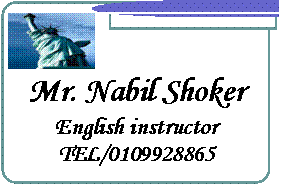 Mr. Nabil Shoker
English instructor
TEL/0109928865